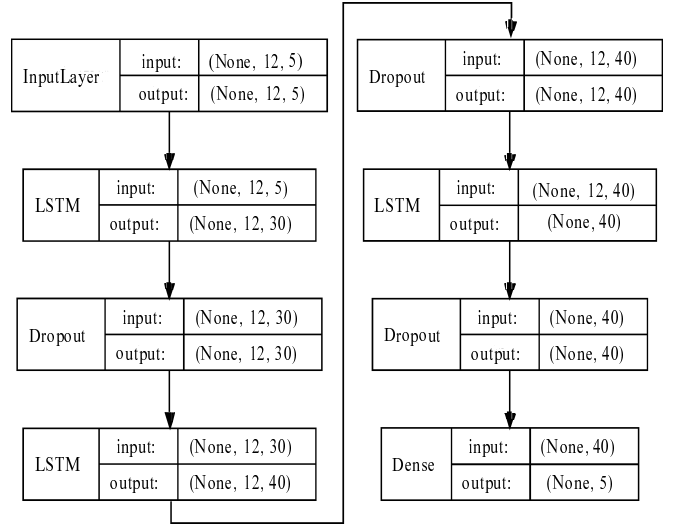 InputLayer
input: (None, 12, 5)
output: (None, 12, 5)
LSTM
input: (None, 12, 5)
output: (None, 12, 30)
Dropout
input: (None, 12, 30)
output: (None, 12, 30)
LSTM
input: (None, 12, 30)
output: (None, 12, 40)
Dropout
input: (None, 12, 40)
output: (None, 12, 40)
LSTM
input: (None, 12, 40)
output: (None, 40)
Dropout
input: (None, 40)
output: (None, 40)
Dense
input: (None, 40)
output: (None, 5)